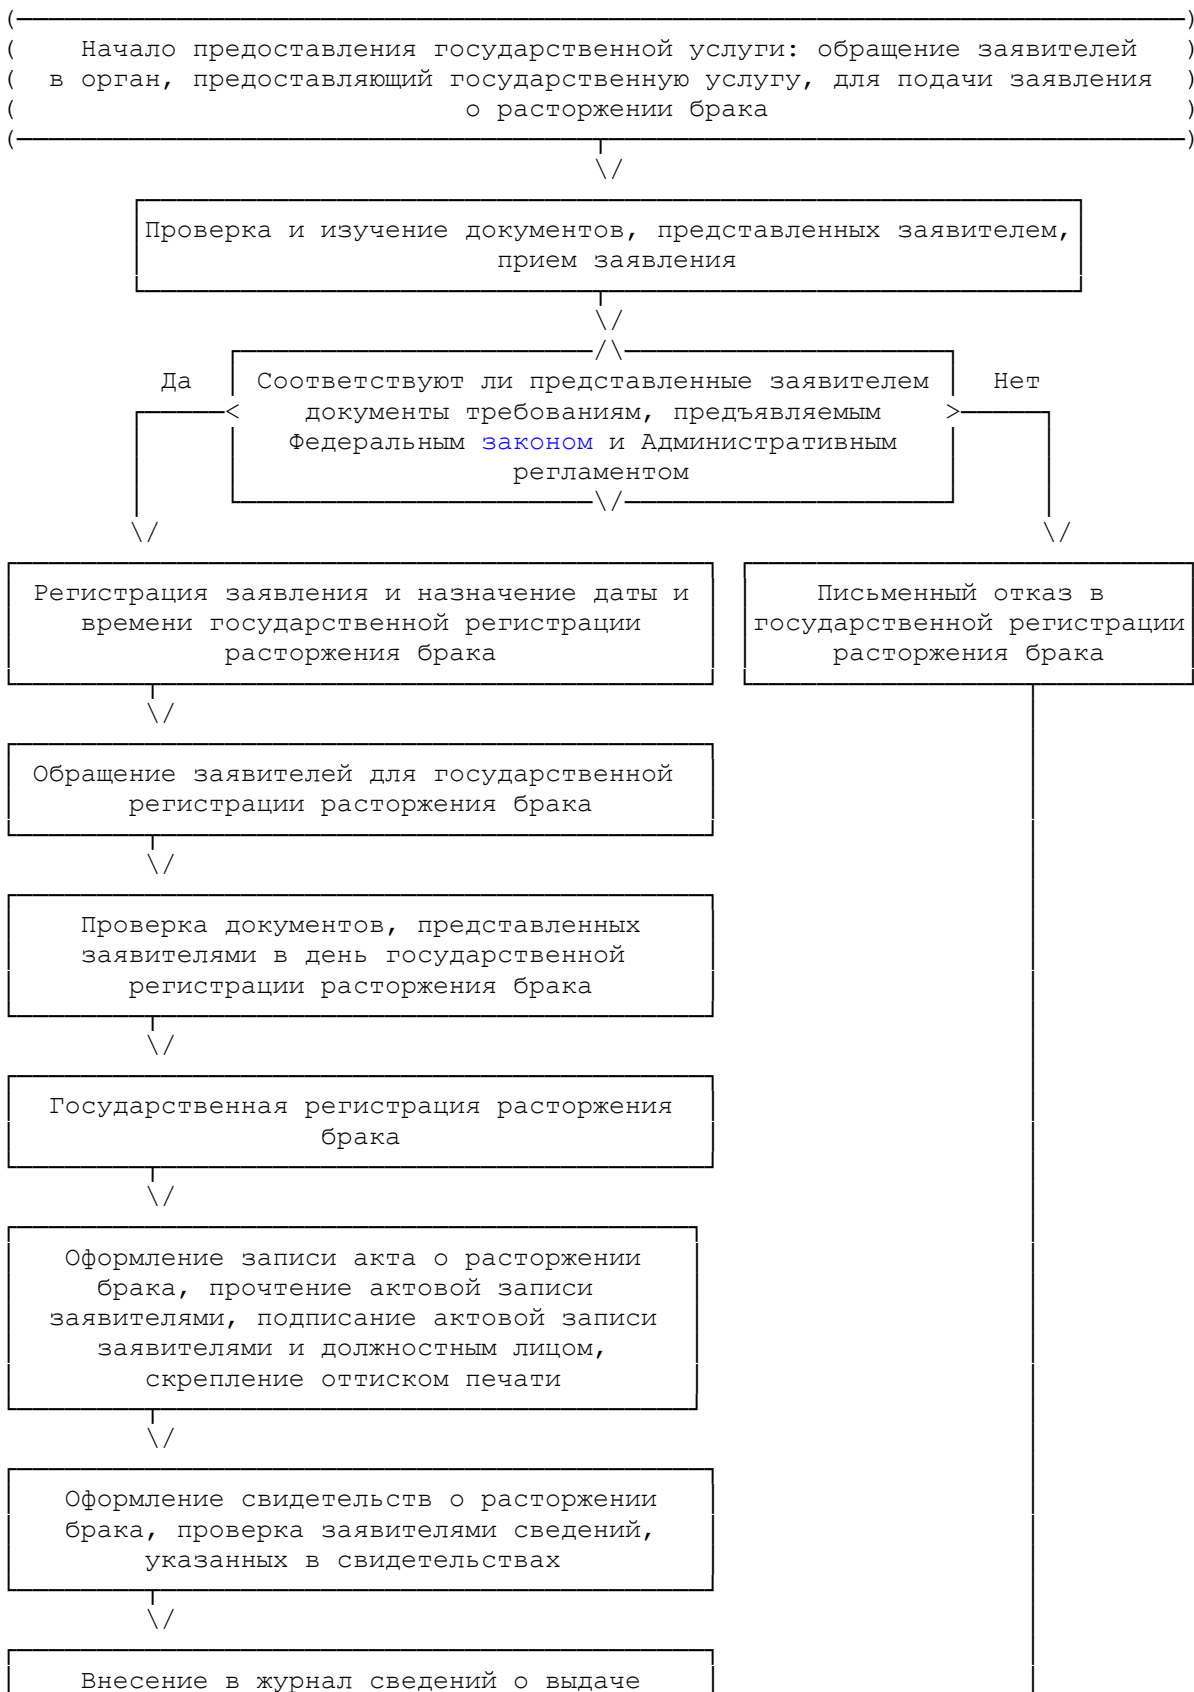 Начало предоставления государственной услуги: обращение заявителей
в орган, предоставляющий государственную услугу, для подачи заявления
о расторжении брака
Проверка и изучение документов, представленных заявителем,
прием заявления
Да
Соответствуют ли представленные заявителем
Нет
документы требованиям, предъявляемым
Федеральным законом и Административным
регламентом
Регистрация заявления и назначение даты и
времени государственной регистрации
расторжения брака
Письменный отказ в
государственной регистрации
расторжения брака
Обращение заявителей для государственной
регистрации расторжения брака
Проверка документов, представленных
заявителями в день государственной
регистрации расторжения брака
Государственная регистрация расторжения
брака
Оформление записи акта о расторжении
брака, прочтение актовой записи
заявителями, подписание актовой записи
заявителями и должностным лицом,
скрепление оттиском печати
Оформление свидетельств о расторжении
брака, проверка заявителями сведений,
указанных в свидетельствах
Внесение в журнал сведений о выдаче